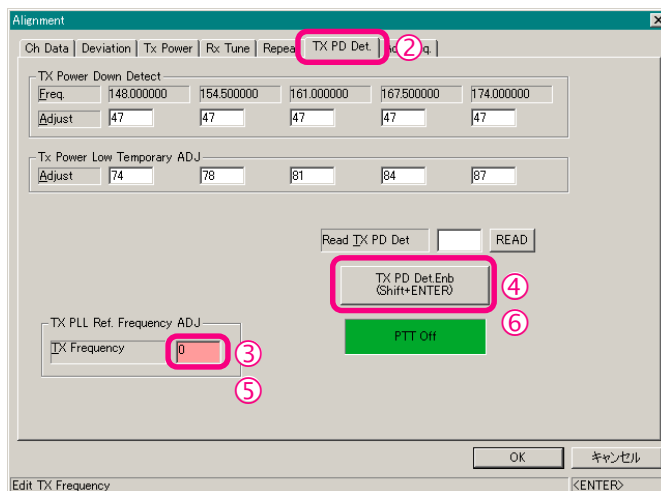 Alignment
Ch Data Deviation Tx Power Rx Tune Repea TX PD Det. ②
TX Power Down Detect
Freq. 148.000000 154.500000 161.000000 167.500000 174.000000
Adjust 47 47 47 47 47
Tx Power Low Temporary ADJ
Adjust 74 78 81 84 87
Read TX PD Det READ
TX PD Det.Enb
(Shift+ENTER)
④
⑥
PTT Off
TX PLL Ref. Frequency ADJ
TX Frequency 0 ③
⑤
OK キャンセル
Edit TX Frequency <ENTER>